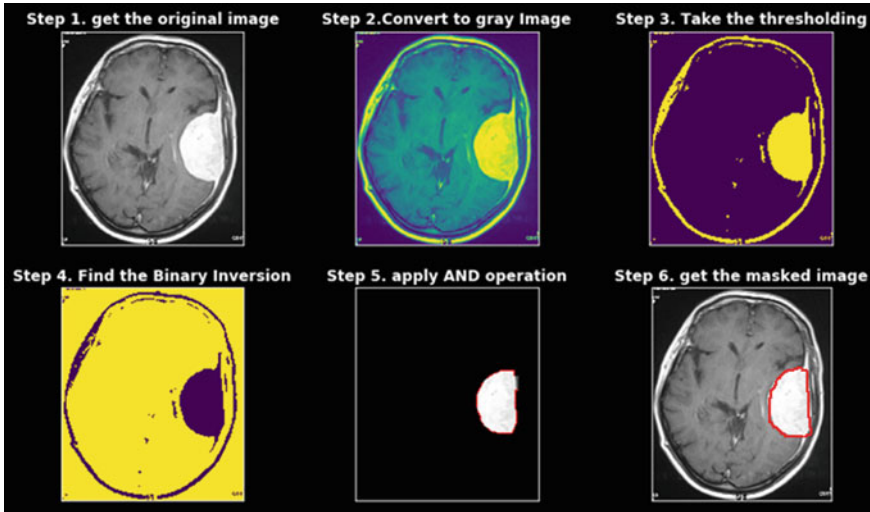 Step 1. get the original image
Step 2.Convert to gray Image
Step 3. Take the thresholding
Step 4. Find the Binary Inversion
Step 5. apply AND operation
Step 6. get the masked image